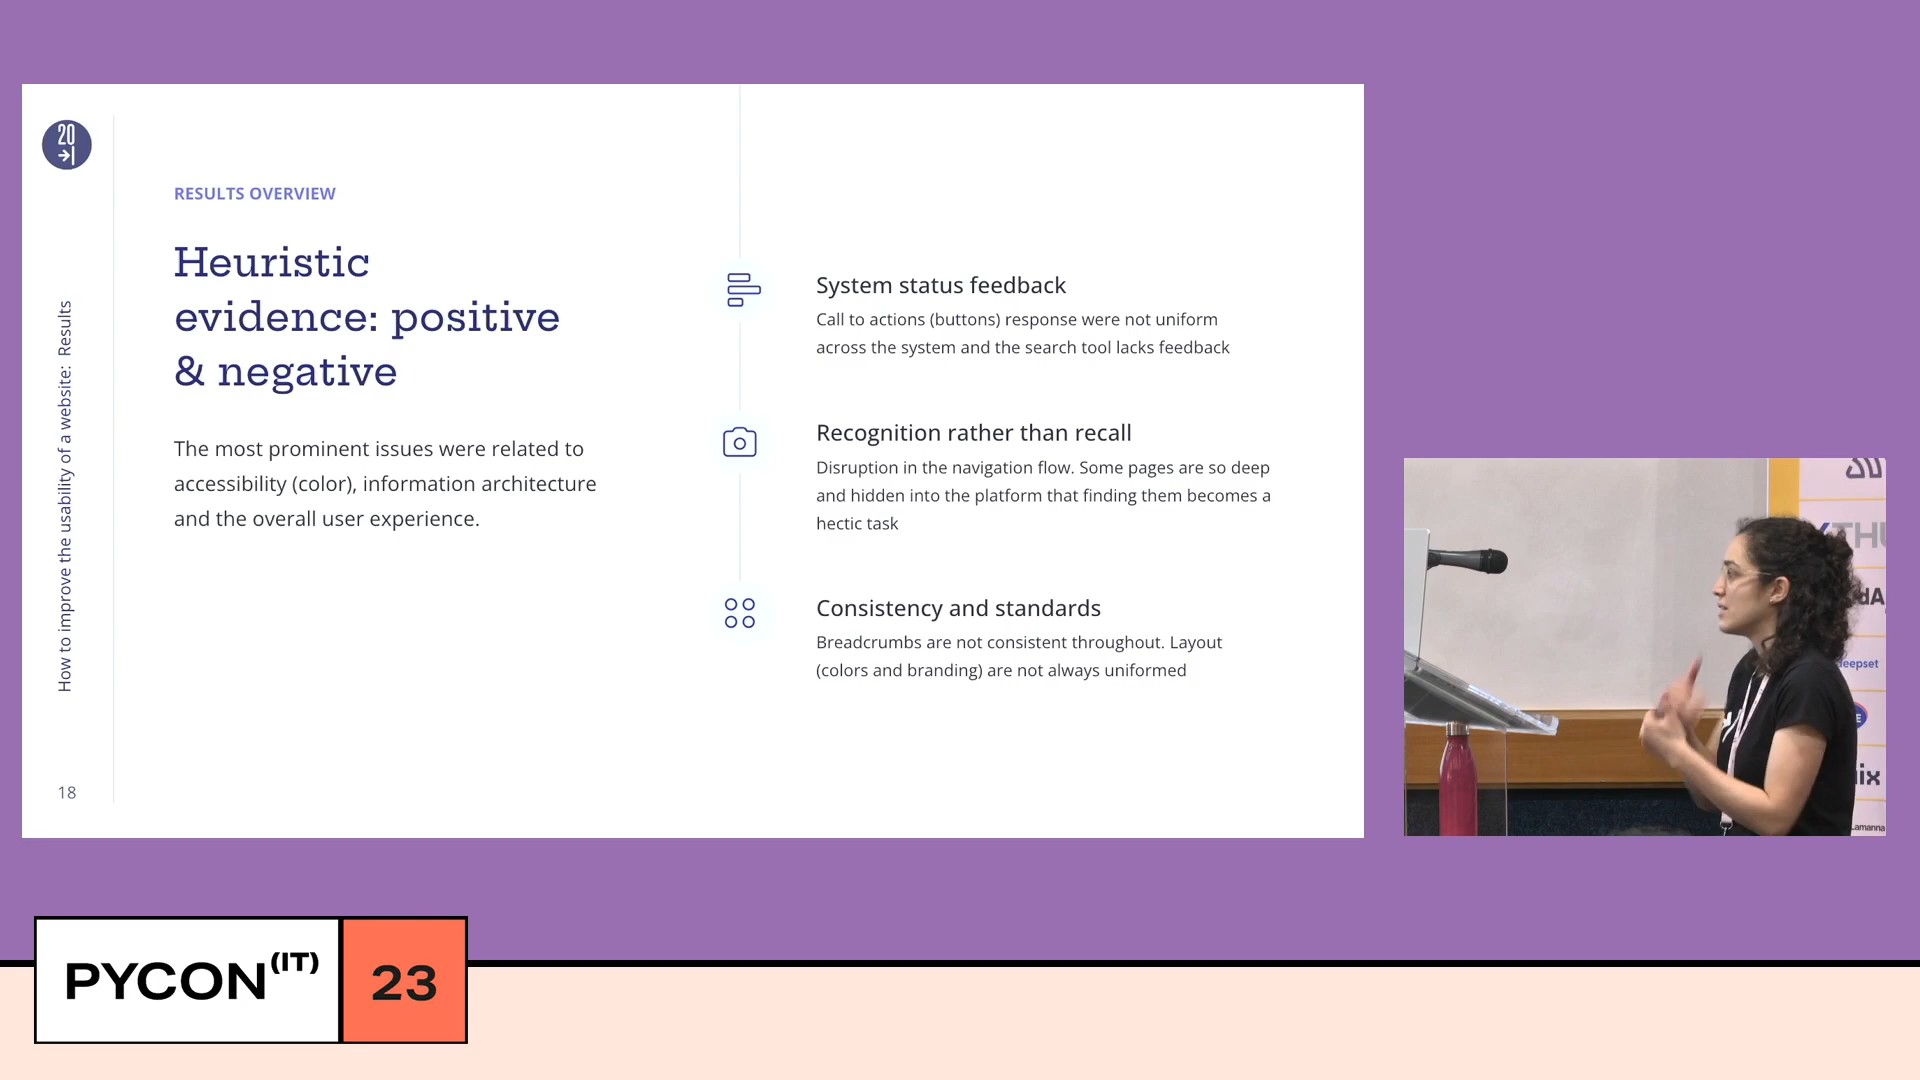 20
How to improve the usability of a website: Results
18
RESULTS OVERVIEW
Heuristic
evidence: positive
& negative
The most prominent issues were related to
accessibility (color), information architecture
and the overall user experience.
System status feedback
Call to actions (buttons) response were not uniform
across the system and the search tool lacks feedback
Recognition rather than recall
Disruption in the navigation flow. Some pages are so deep
and hidden into the platform that finding them becomes a
hectic task
Consistency and standards
Breadcrumbs are not consistent throughout. Layout
(colors and branding) are not always uniformed
deepset
PYCON(IT) 23